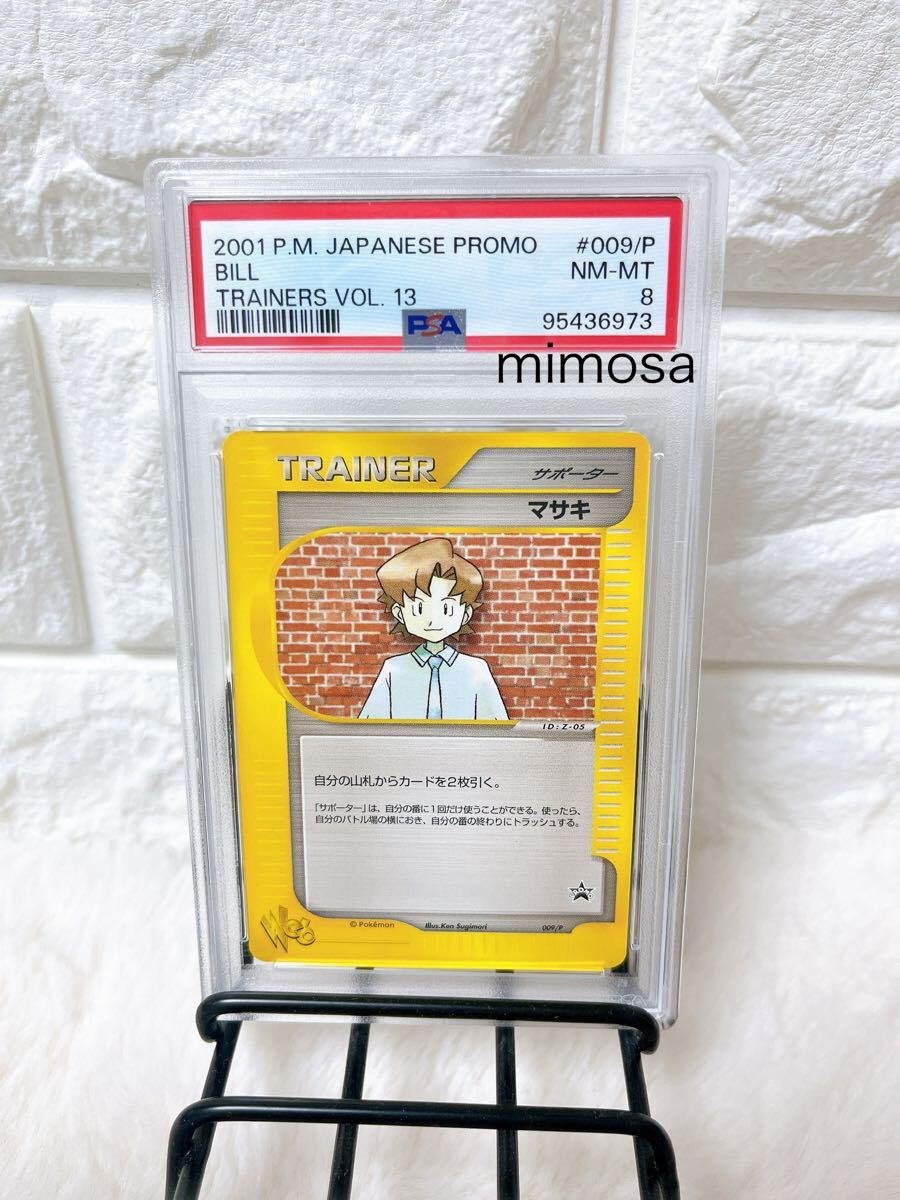 2001 P.M. JAPANESE PROMO #009/P
BILL NM-MT
TRAINERS VOL. 13 8
PSA 95436973
mimosa
TRAINER サポーター
マサキ
ID:Z-05
自分の山札からカードを2枚引く。
「サポーター」は、自分の番に1回だけ使うことができる。使ったら、
自分のバトル場の横におき、自分の番の終わりにトラッシュする。
© Pokémon Illus.Ken Sugimori 009/P